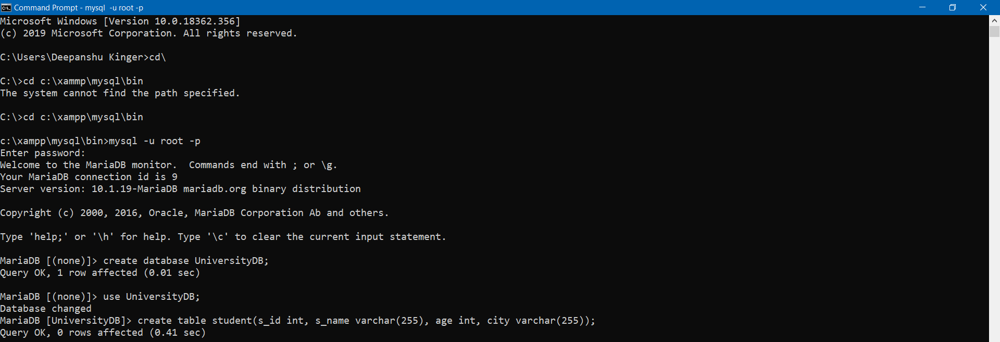 Command Prompt - mysql  -u root -p
Microsoft Windows [Version 10.0.18362.356]
(c) 2019 Microsoft Corporation. All rights reserved.
C:\Users\Deepanshu Kinger>cd\
C:\>cd c:\xammp\mysql\bin
The system cannot find the path specified.
C:\>cd c:\xampp\mysql\bin
c:\xampp\mysql\bin>mysql -u root -p
Enter password:
Welcome to the MariaDB monitor.  Commands end with ; or \g.
Your MariaDB connection id is 9
Server version: 10.1.19-MariaDB mariadb.org binary distribution
Copyright (c) 2000, 2016, Oracle, MariaDB Corporation Ab and others.
Type 'help;' or '\h' for help. Type '\c' to clear the current input statement.
MariaDB [(none)]> create database UniversityDB;
Query OK, 1 row affected (0.01 sec)
MariaDB [(none)]> use UniversityDB;
Database changed
MariaDB [UniversityDB]> create table student(s_id int, s_name varchar(255), age int, city varchar(255));
Query OK, 0 rows affected (0.41 sec)